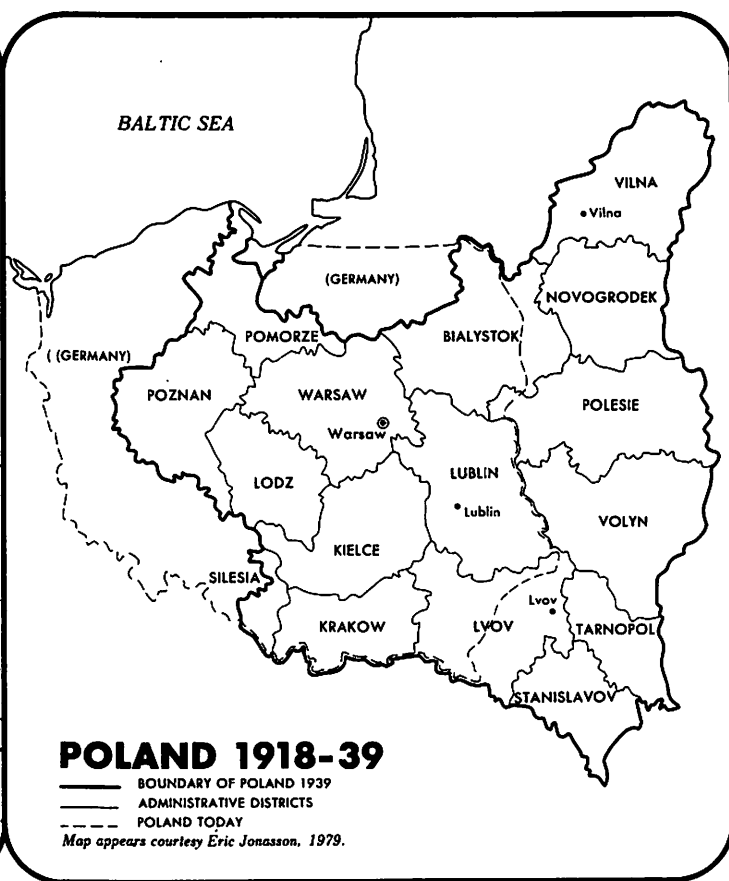 BALTIC SEA
VILNA
Vilna
(GERMANY)
NOVOGRODEK
POMORZE
BIALYSTOK
( (GERMANY)
POZNAN
WARSAW
POLESIE
Warsaw
LODZ
LUBLIN
Lublin
VOLYN
KIELCE
SILESIA
Lvov
KRAKOW
LVOV
TARNOPOL
STANISLAVOV
POLAND 1918-39
BOUNDARY OF POLAND 1939
ADMINISTRATIVE DISTRICTS
POLAND TODAY
Map appears courtesy Eric Jonasson, 1979.